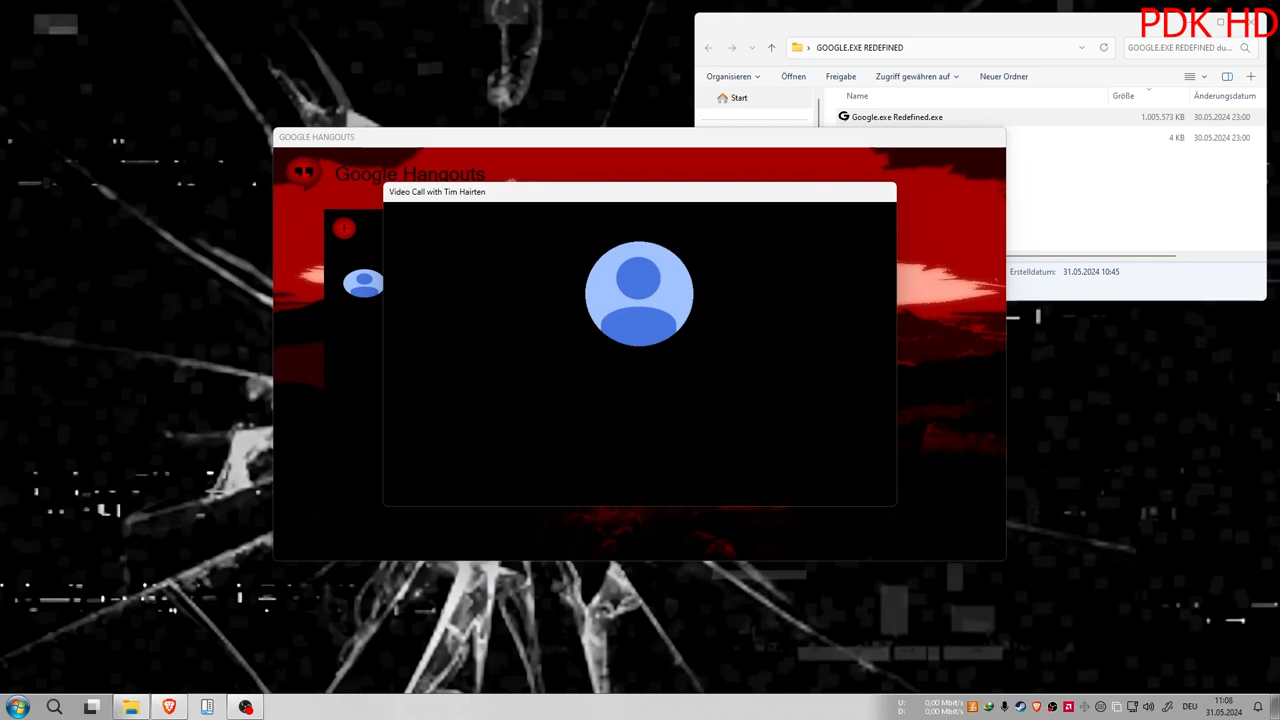 PDK HD
GOOGLE.EXE REDEFINED
GOOGLE.EXE REDEFINED du...
Organisieren
Öffnen
Freigabe
Zugriff gewähren auf
Neuer Ordner
Start
Name
Größe
Änderungsdatum
Google.exe Redefined.exe
1.005.573 KB
30.05.2024 23:00
4 KB
30.05.2024 23:00
Erstelldatum: 31.05.2024 10:45
GOOGLE HANGOUTS
Google Hangouts
Video Call with Tim Hairten
U: 0,00 Mbit/s
D: 0,00 Mbit/s
DEU
11:08
31.05.2024